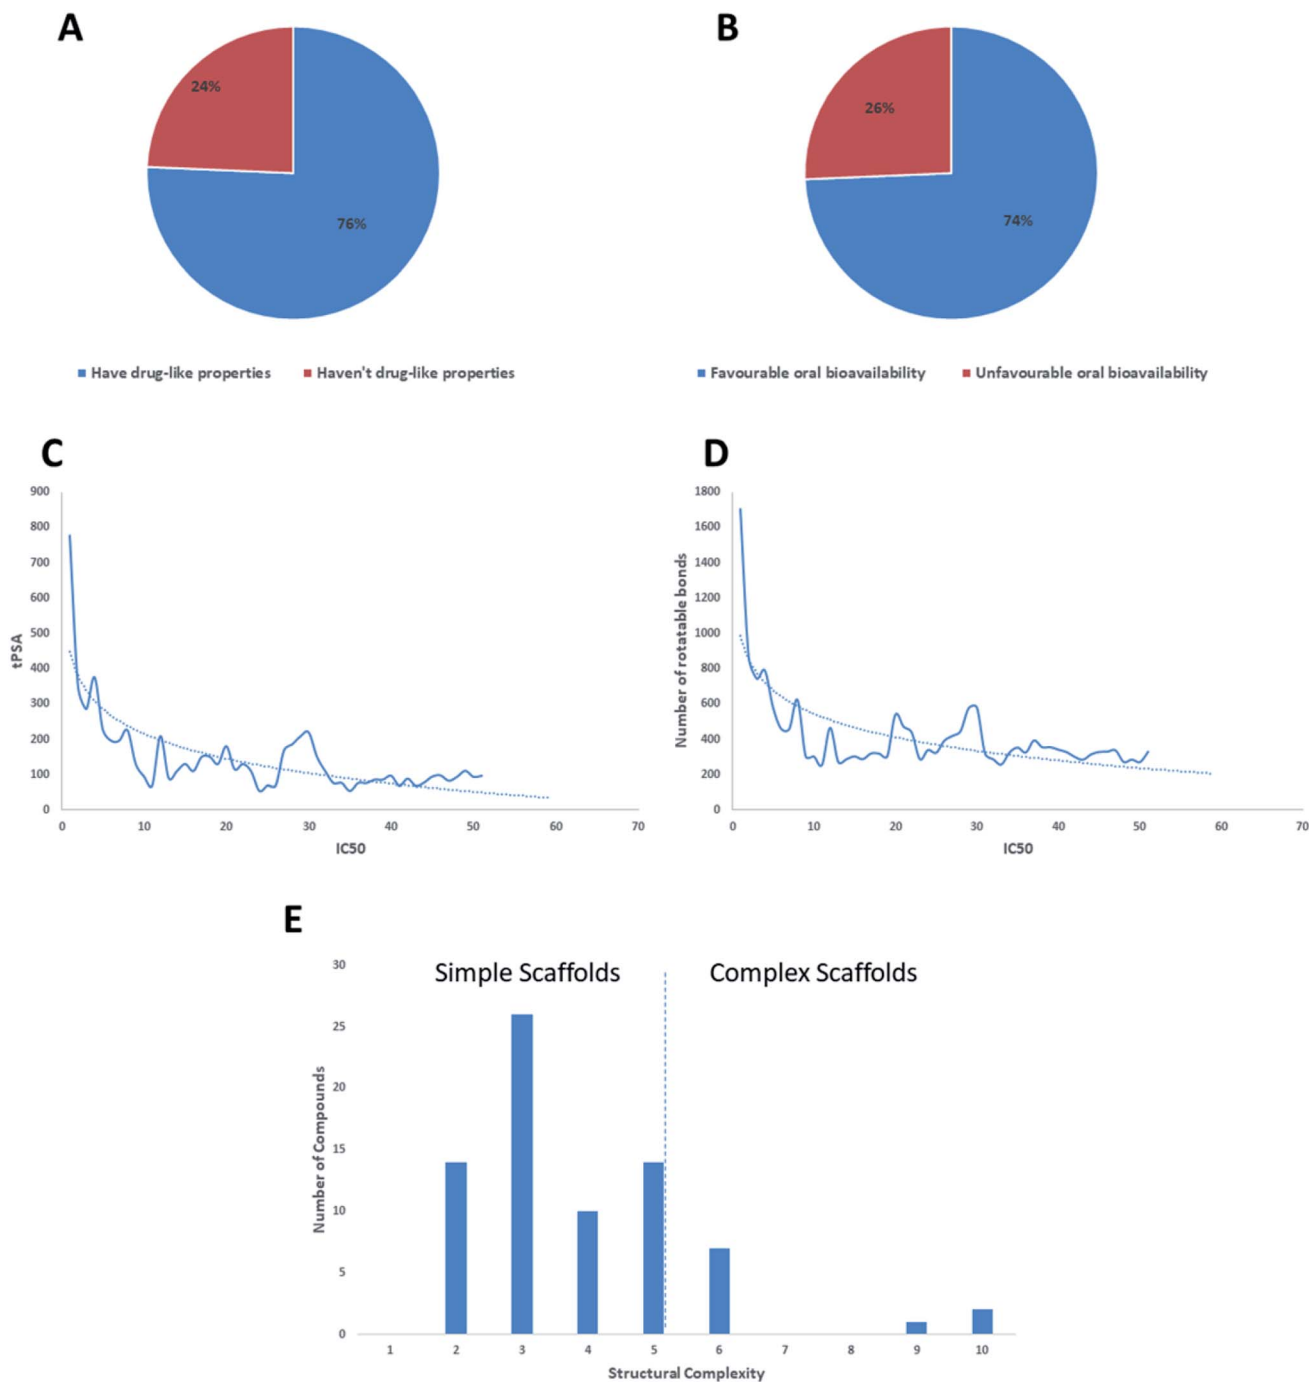 A
B
24%
76%
26%
74%
Have drug-like properties
Haven't drug-like properties
Favourable oral bioavailability
Unfavourable oral bioavailability
C
900
800
700
600
500
400
300
200
100
0
tPSA
0 10 20 30 40 50 60 70
IC50
D
1800
1600
1400
1200
1000
800
600
400
200
0
Number of rotatable bonds
0 10 20 30 40 50 60 70
IC50
E
Simple Scaffolds
Complex Scaffolds
30
25
20
15
10
5
0
Number of Compounds
1 2 3 4 5 6 7 8 9 10
Structural Complexity